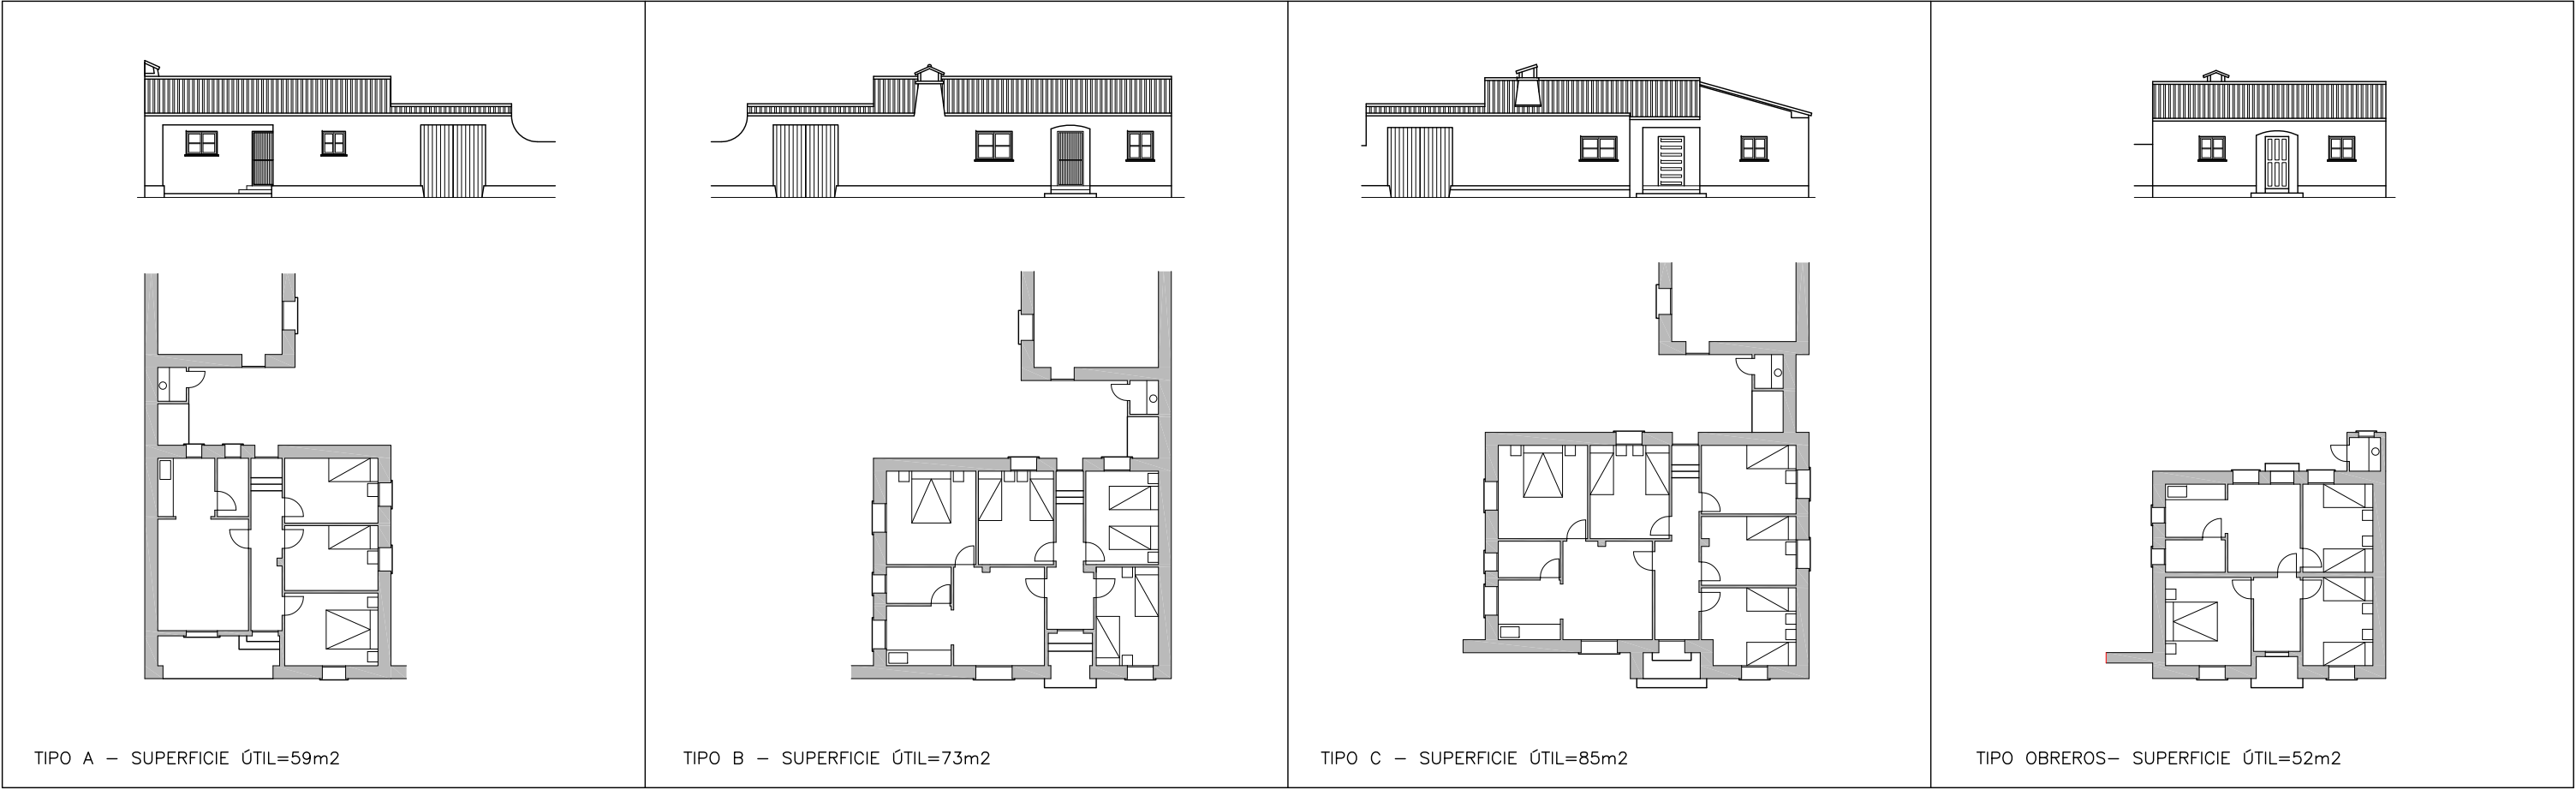 TIPO A – SUPERFICIE ÚTIL=59m2
TIPO B – SUPERFICIE ÚTIL=73m2
TIPO C – SUPERFICIE ÚTIL=85m2
TIPO OBREROS– SUPERFICIE ÚTIL=52m2